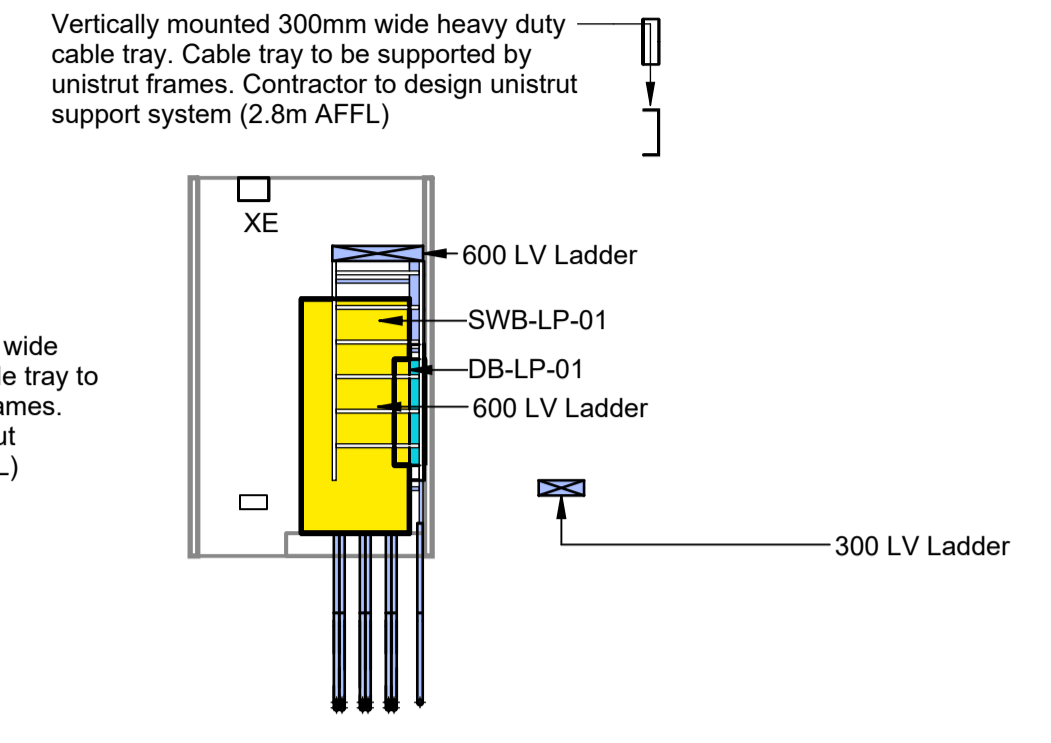 Vertically mounted 300mm wide heavy duty
cable tray. Cable tray to be supported by
unistrut frames. Contractor to design unistrut
support system (2.8m AFFL)
XE
600 LV Ladder
SWB-LP-01
wide
tray to
DB-LP-01
600 LV Ladder
L)
300 LV Ladder